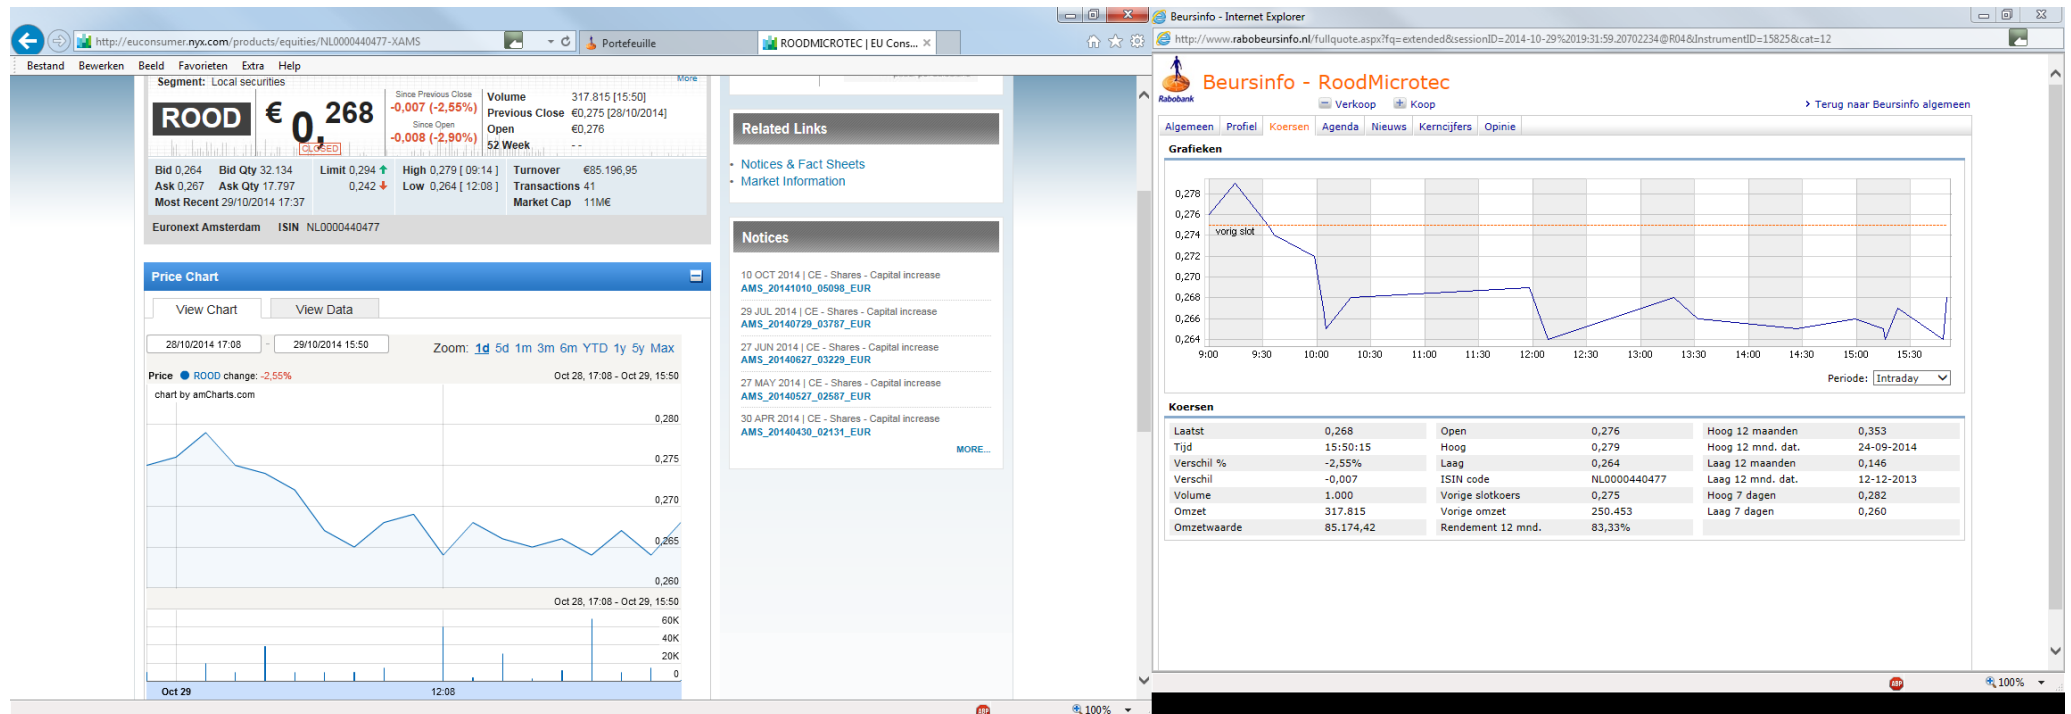 http://euconsumer.nyx.com/products/equities/NL0000440477-XAMS
Portefeuille
ROODMICROTEC | EU Cons...
Bestand Bewerken Beeld Favorieten Extra Help
Segment: Local securities
More
ROOD
€ 0,268
CLOSED
Since Previous Close
-0,007 (-2,55%)
Since Open
-0,008 (-2,90%)
Volume 317.815 [15:50]
Previous Close €0,275 [28/10/2014]
Open €0,276
52 Week - -
Bid 0,264 Bid Qty 32.134 Limit 0,294 High 0,279 [ 09:14 ] Turnover €85.196,95
Ask 0,267 Ask Qty 17.797 0,242 Low 0,264 [ 12:08 ] Transactions 41
Most Recent 29/10/2014 17:37 Market Cap 11M€
Euronext Amsterdam ISIN NL0000440477
Price Chart
View Chart View Data
28/10/2014 17:08 - 29/10/2014 15:50 Zoom: 1d 5d 1m 3m 6m YTD 1y 5y Max
Price ROOD change: -2,55% Oct 28, 17:08 - Oct 29, 15:50
chart by amCharts.com
0,280
0,275
0,270
0,265
0,260
Oct 28, 17:08 - Oct 29, 15:50
60K
40K
20K
0
Oct 29 12:08
Related Links
Notices & Fact Sheets
Market Information
Notices
10 OCT 2014 | CE - Shares - Capital increase
AMS_20141010_05098_EUR
29 JUL 2014 | CE - Shares - Capital increase
AMS_20140729_03787_EUR
27 JUN 2014 | CE - Shares - Capital increase
AMS_20140627_03229_EUR
27 MAY 2014 | CE - Shares - Capital increase
AMS_20140527_02587_EUR
30 APR 2014 | CE - Shares - Capital increase
AMS_20140430_02131_EUR
MORE...
ABP
100%
Beursinfo - Internet Explorer
http://www.rabobeursinfo.nl/fullquote.aspx?fq=extended&sessionID=2014-10-29%2019:31:59.20702234@R04&InstrumentID=15825&cat=12
Rabobank
Beursinfo - RoodMicrotec
Verkoop Koop
Terug naar Beursinfo algemeen
Algemeen Profiel Koersen Agenda Nieuws Kerncijfers Opinie
Grafieken
0,278
0,276
0,274
0,272
0,270
0,268
0,266
0,264
vorig slot
9:00 9:30 10:00 10:30 11:00 11:30 12:00 12:30 13:00 13:30 14:00 14:30 15:00 15:30
Periode: Intraday
Koersen
Laatst 0,268 Open 0,276 Hoog 12 maanden 0,353
Tijd 15:50:15 Hoog 0,279 Hoog 12 mnd. dat. 24-09-2014
Verschil % -2,55% Laag 0,264 Laag 12 maanden 0,146
Verschil -0,007 ISIN code NL0000440477 Laag 12 mnd. dat. 12-12-2013
Volume 1.000 Vorige slotkoers 0,275 Hoog 7 dagen 0,282
Omzet 317.815 Vorige omzet 250.453 Laag 7 dagen 0,260
Omzetwaarde 85.174,42 Rendement 12 mnd. 83,33%
ABP
100%